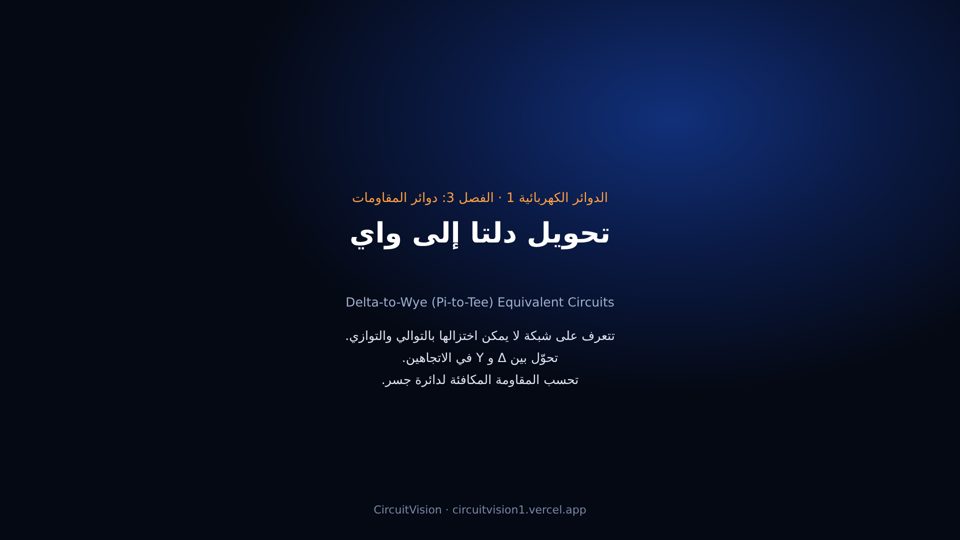 الدوائر الكهربائية 1 · الفصل 3: دوائر المقاومات
تحويل دلتا إلى واي
Delta-to-Wye (Pi-to-Tee) Equivalent Circuits
تتعرف على شبكة لا يمكن اختزالها بالتوالي والتوازي.
تحوّل بين Δ و Y في الاتجاهين.
تحسب المقاومة المكافئة لدائرة جسر.
CircuitVision · circuitvision1.vercel.app